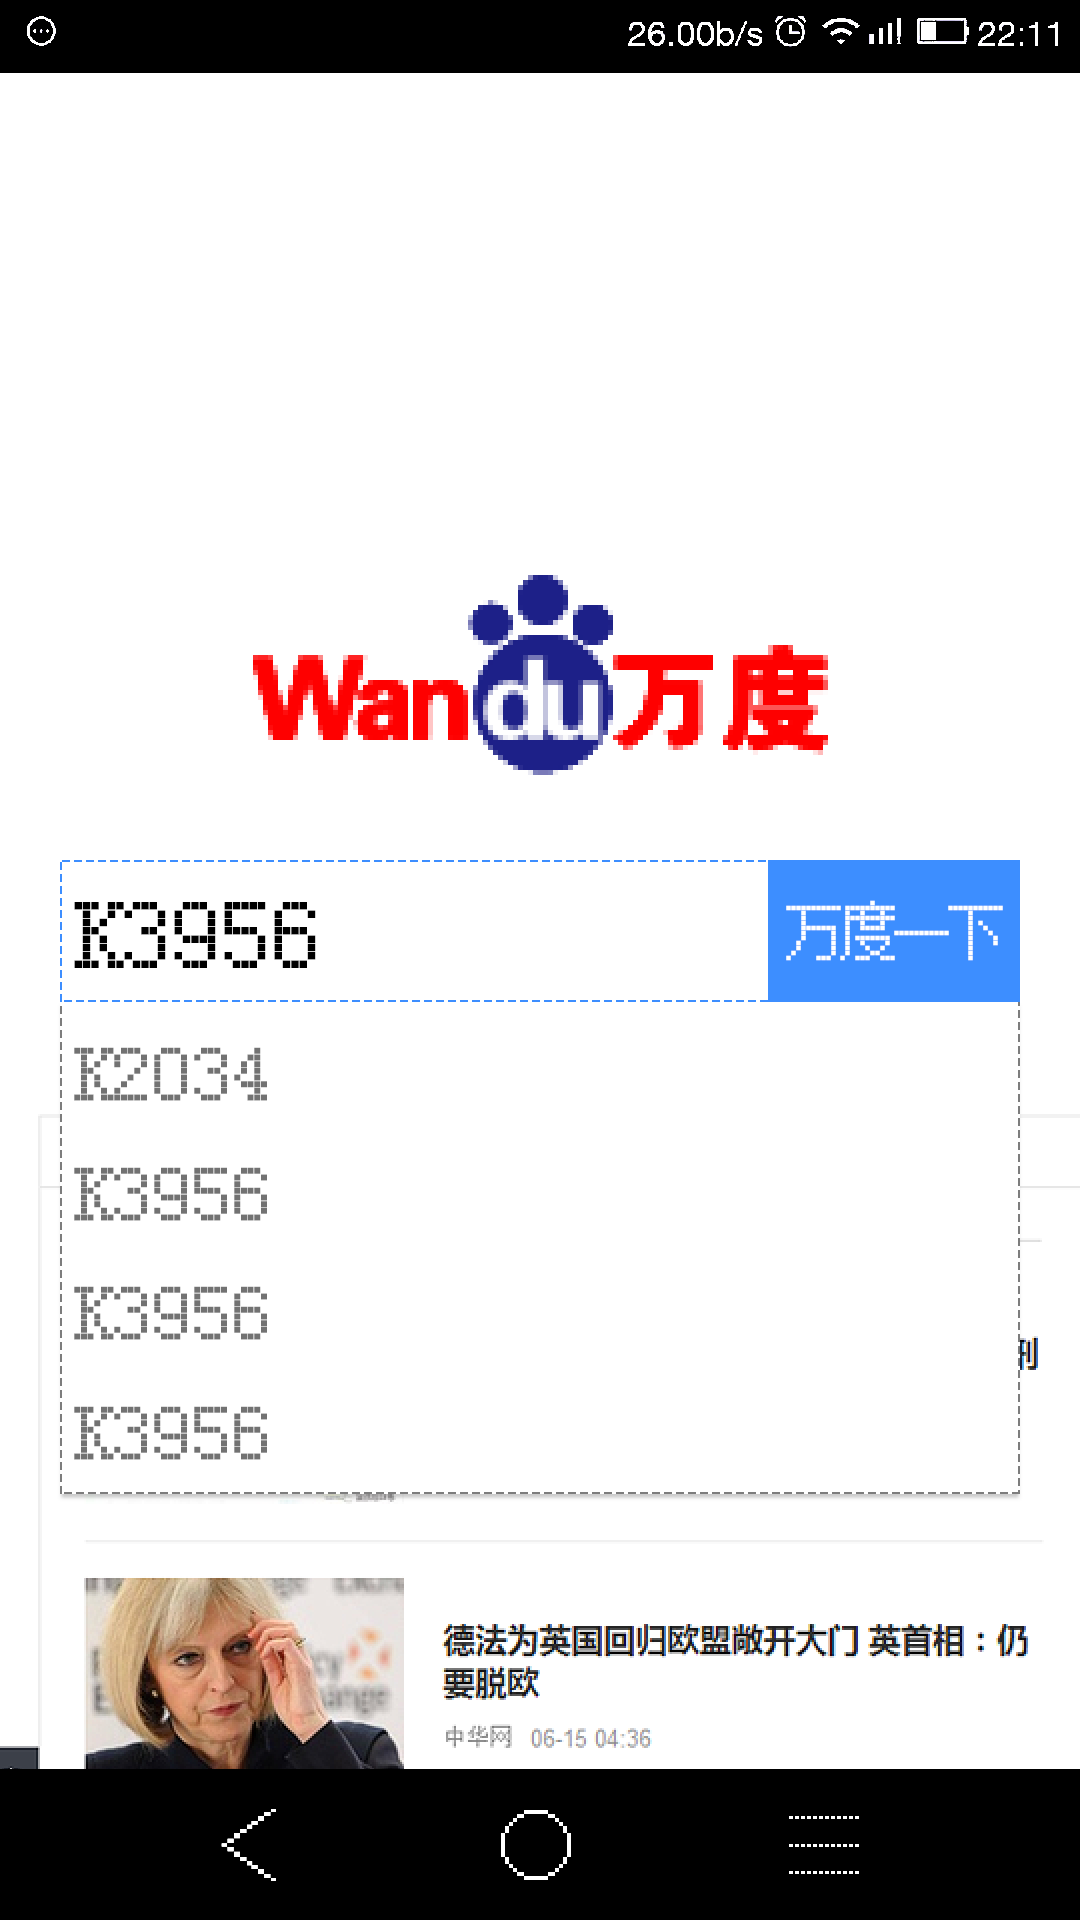 26.00b/s 22:11
Wandu万度
K3956
万度一下
K2034
K3956
K3956
K3956
刑
德法为英国回归欧盟敞开大门 英首相：仍
要脱欧
中华网 06-15 04:36